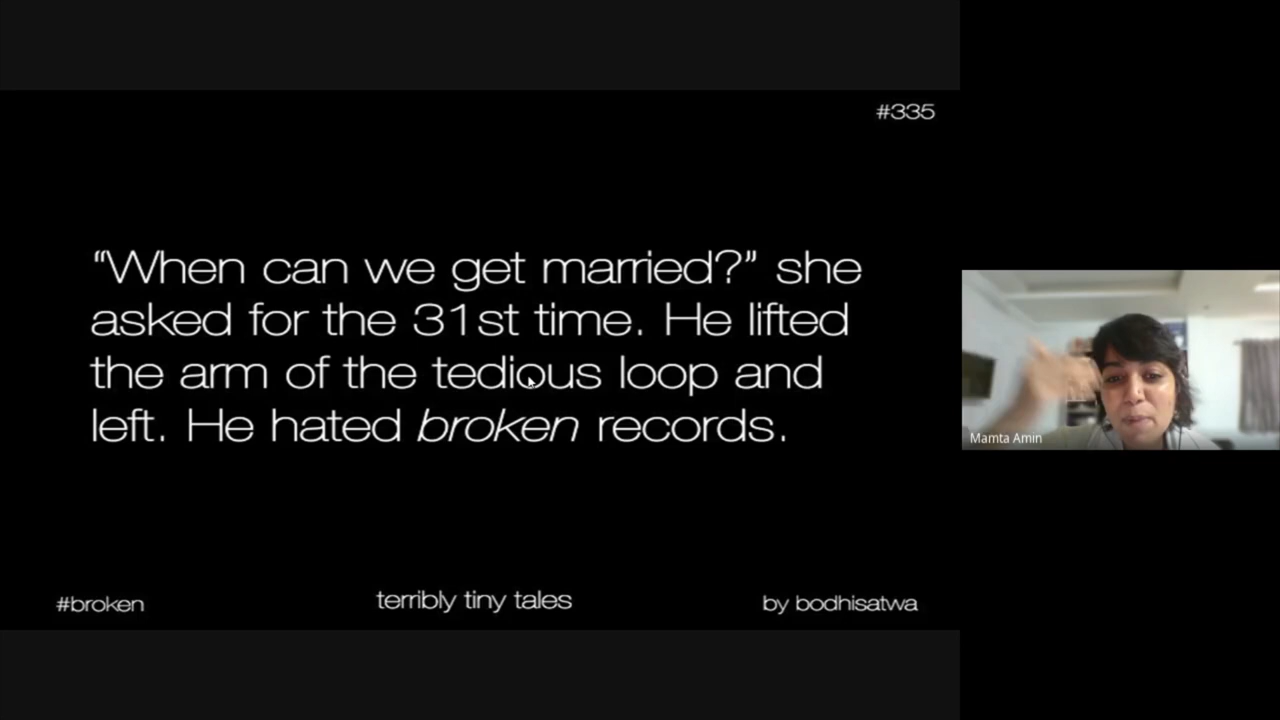 #335
“When can we get married?” she
asked for the 31st time. He lifted
the arm of the tedious loop and
left. He hated broken records.
#broken
terribly tiny tales
by bodhisatwa
Mamta Amin